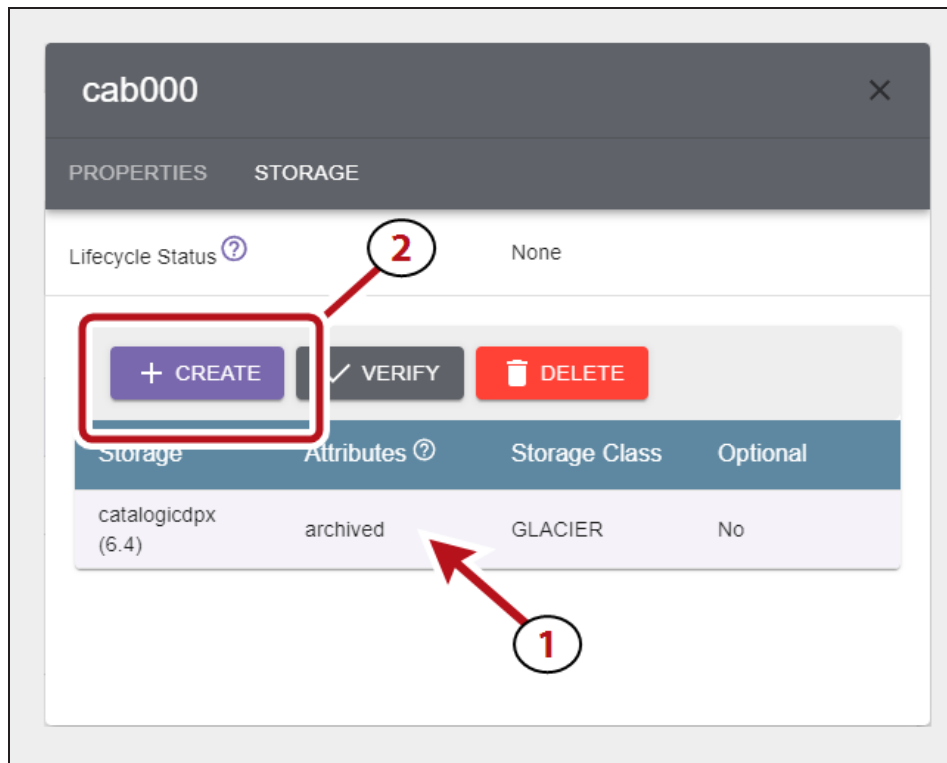 cab000
PROPERTIES STORAGE
Lifecycle Status ? 2 None
+ CREATE VERIFY DELETE
Storage Attributes ? Storage Class Optional
catalogicdpx
(6.4) archived GLACIER No
1